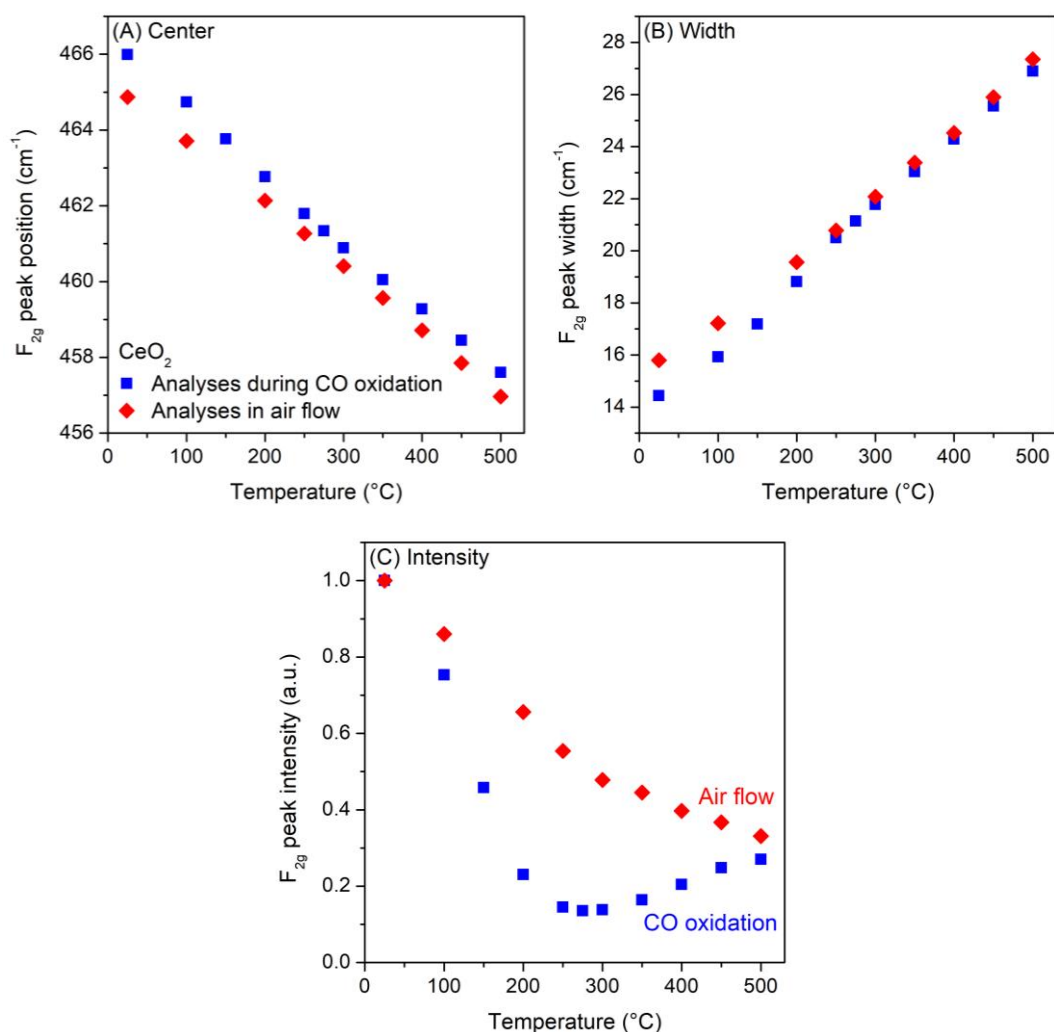 (A) Center
466
464
462
460
458
456
F2g peak position (cm-1)
CeO2
Analyses during CO oxidation
Analyses in air flow
0 100 200 300 400 500
Temperature (°C)
(B) Width
28
26
24
22
20
18
16
14
F2g peak width (cm-1)
0 100 200 300 400 500
Temperature (°C)
(C) Intensity
1.0
0.8
0.6
0.4
0.2
0.0
F2g peak intensity (a.u.)
Air flow
CO oxidation
0 100 200 300 400 500
Temperature (°C)